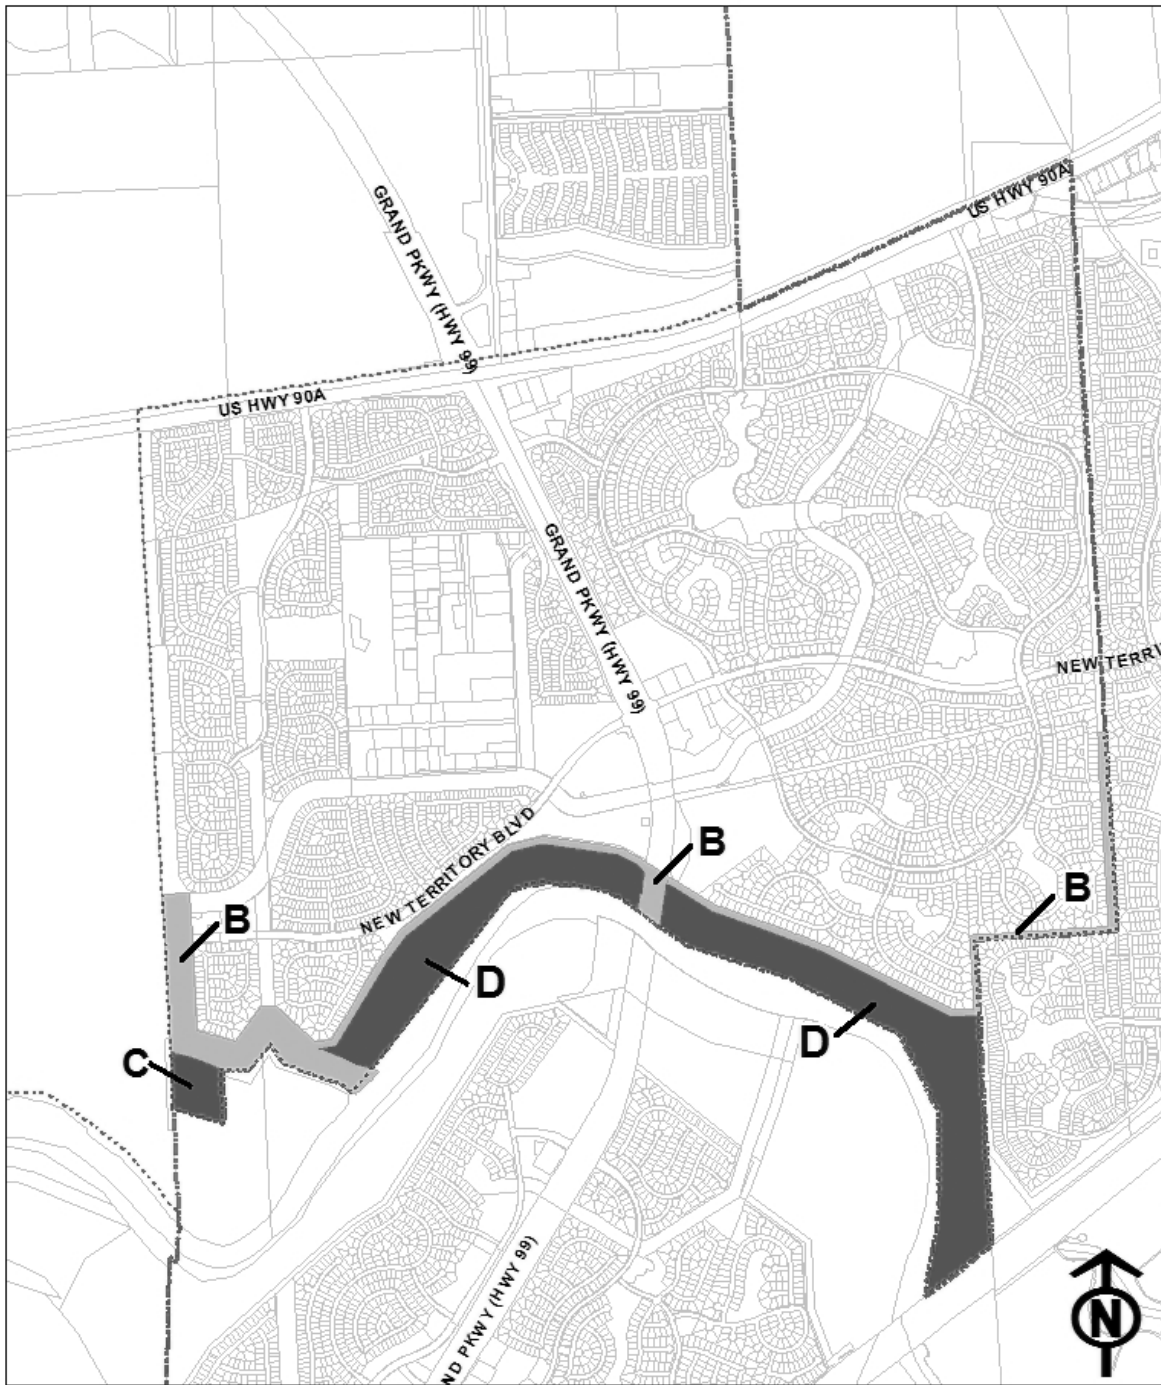 US HWY 90A
GRAND PKWY (HWY 99)
US HWY 90A
GRAND PKWY (HWY 99)
NEW TERRI
NEW TERRITORY BLVD
B
B
B
D
D
C
ND PKWY (HWY 99)
N